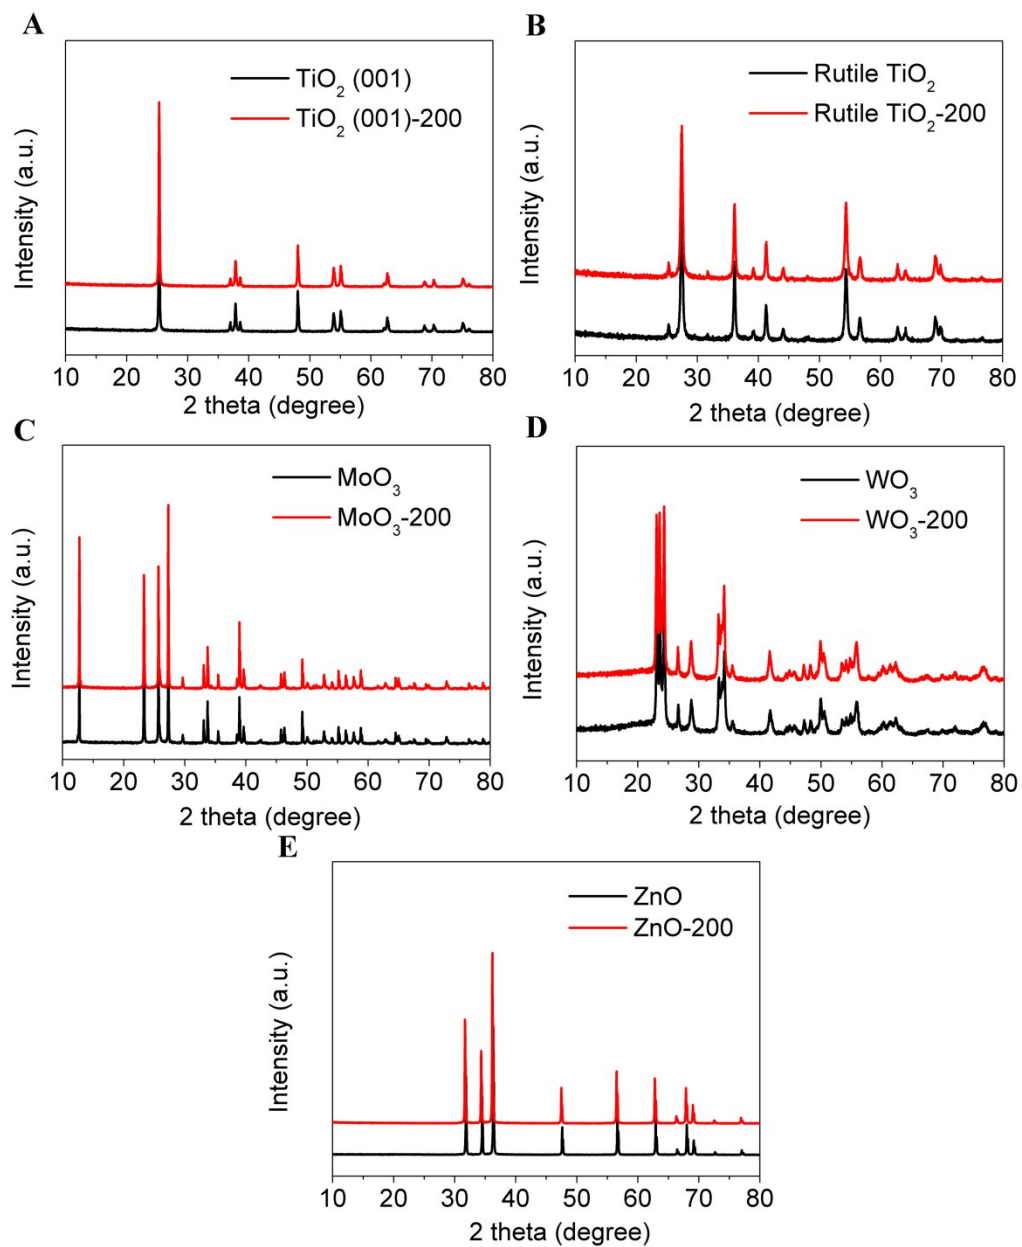 A
TiO2 (001)
TiO2 (001)-200
Intensity (a.u.)
10 20 30 40 50 60 70 80
2 theta (degree)
B
Rutile TiO2
Rutile TiO2-200
Intensity (a.u.)
10 20 30 40 50 60 70 80
2 theta (degree)
C
MoO3
MoO3-200
Intensity (a.u.)
10 20 30 40 50 60 70 80
2 theta (degree)
D
WO3
WO3-200
Intensity (a.u.)
10 20 30 40 50 60 70 80
2 theta (degree)
E
ZnO
ZnO-200
Intensity (a.u.)
10 20 30 40 50 60 70 80
2 theta (degree)